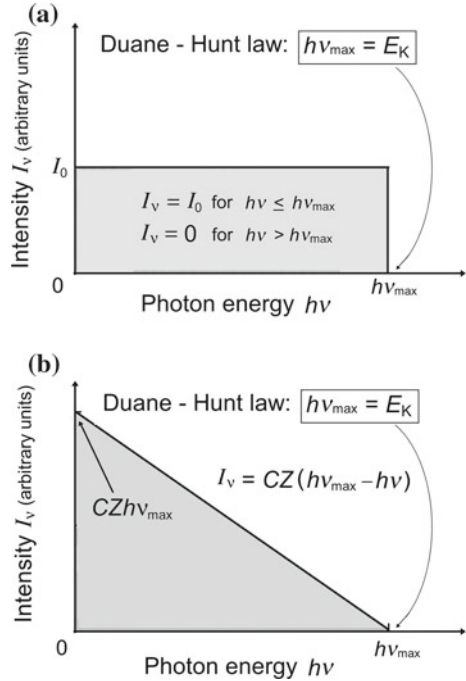 (a)
Duane - Hunt law: hνmax = EK
Intensity Iν (arbitrary units)
I0
Iν = I0 for hν ≤ hνmax
Iν = 0 for hν > hνmax
0
Photon energy hν
hνmax
(b)
Duane - Hunt law: hνmax = EK
Intensity Iν (arbitrary units)
Iν = CZ(hνmax – hν)
CZhνmax
0
hνmax
Photon energy hν